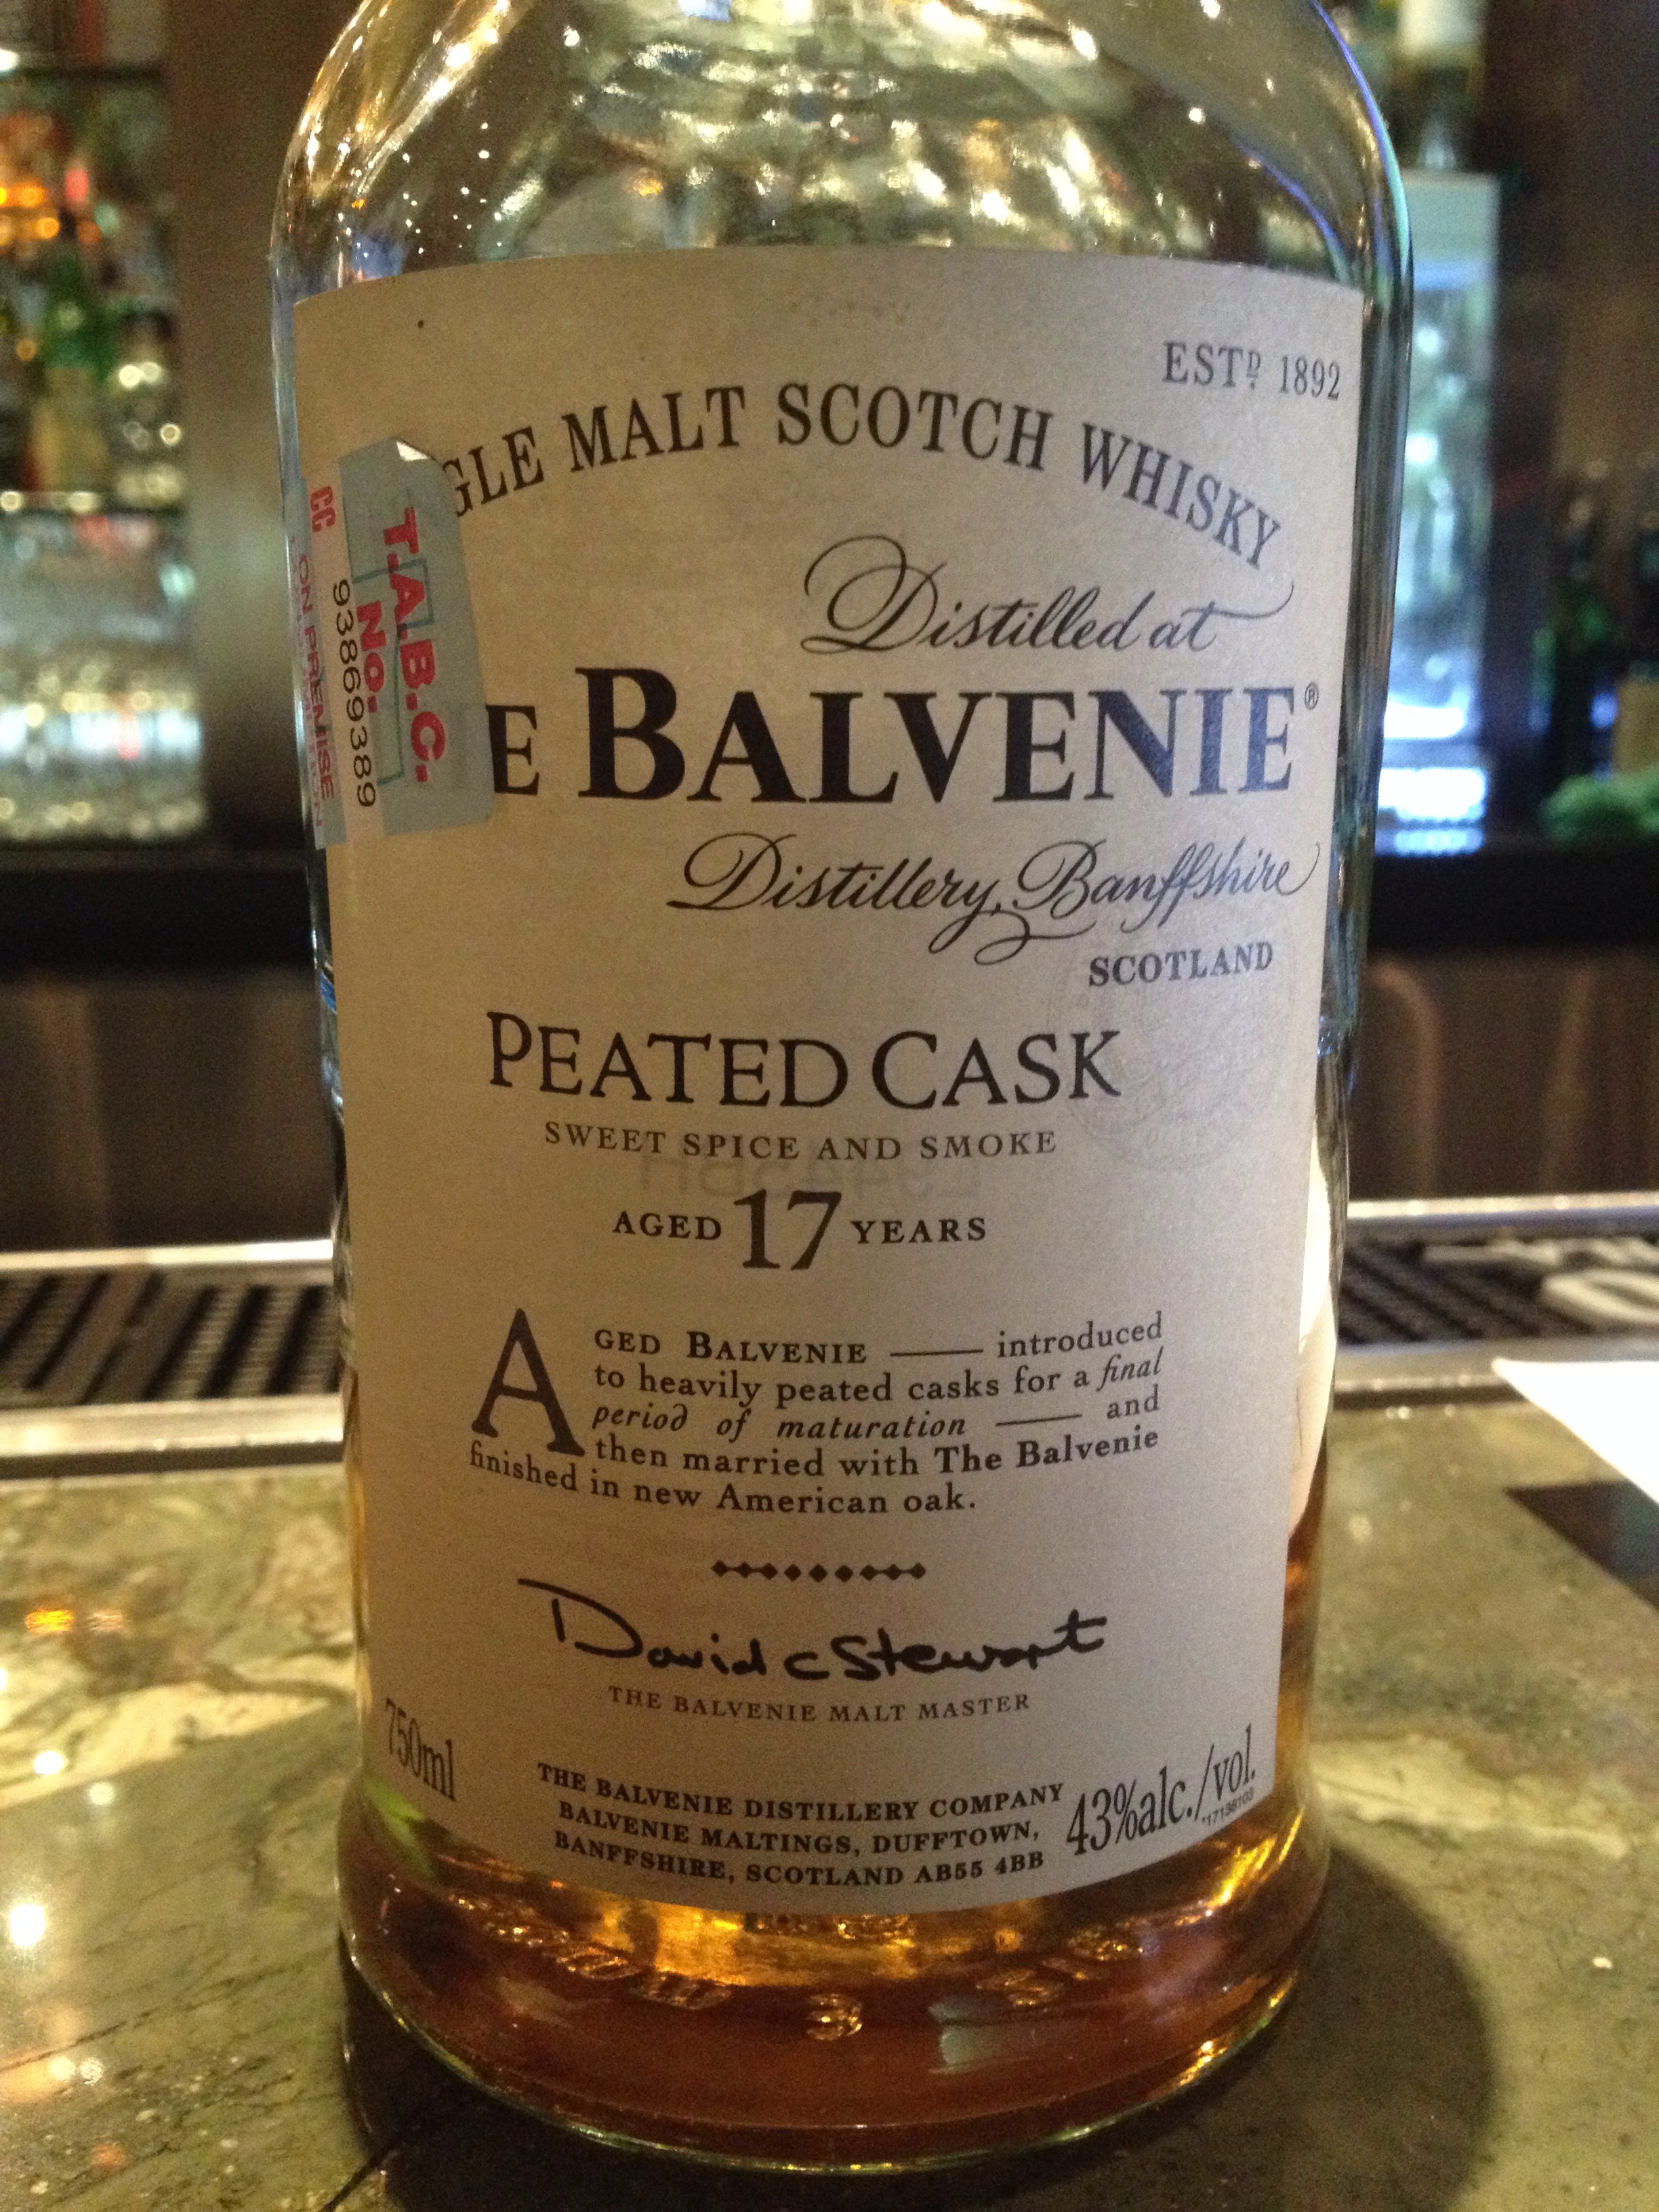 ESTD 1892
GLE MALT SCOTCH WHISKY
Distilled at
E BALVENIE®
Distillery, Banffshire
SCOTLAND
T.A.B.C.
No.
938693389
CC
ON PREMISE
PEATED CASK
SWEET SPICE AND SMOKE
AGED 17 YEARS
AGED BALVENIE — introduced
to heavily peated casks for a final
period of maturation — and
then married with The Balvenie
finished in new American oak.
David C Stewart
THE BALVENIE MALT MASTER
750ml
THE BALVENIE DISTILLERY COMPANY
BALVENIE MALTINGS, DUFFTOWN,
BANFFSHIRE, SCOTLAND AB55 4BB
43%alc./vol.